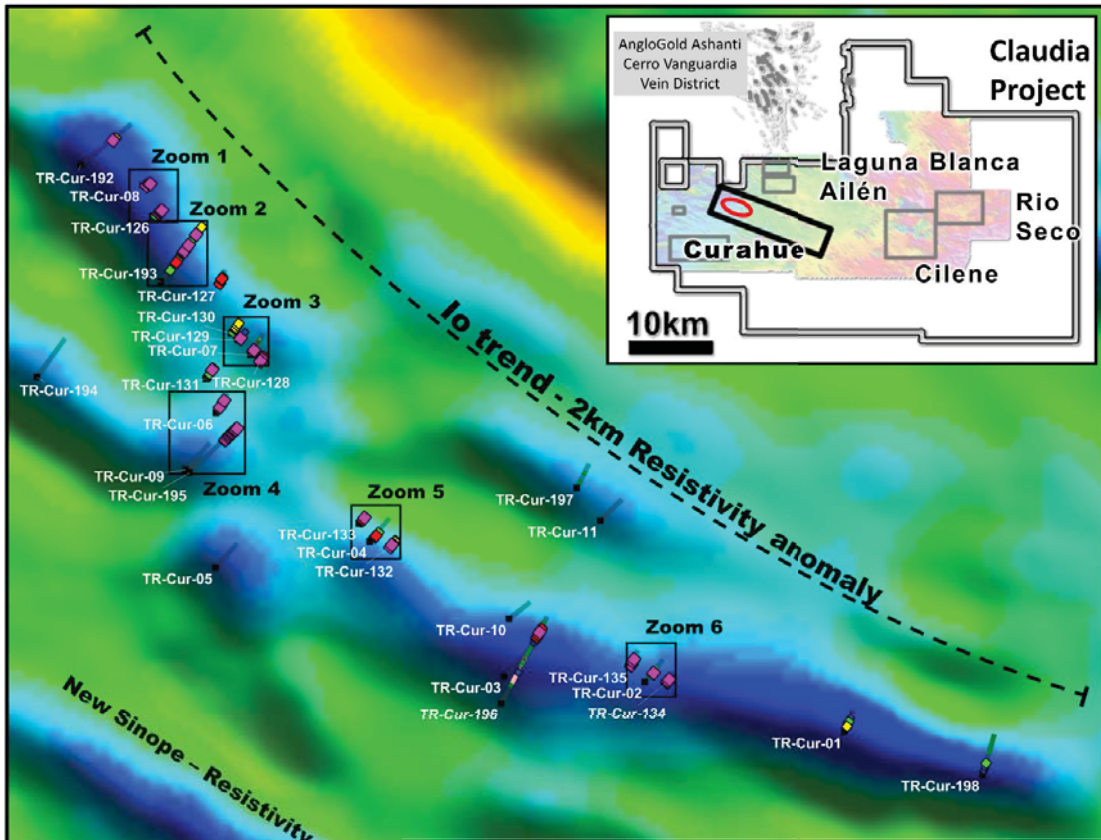 AngloGold Ashanti
Cerro Vanguardia
Vein District
Claudia
Project
Laguna Blanca
Ailén
Rio
Seco
Curahue
Cilene
10km
Io trend - 2km Resistivity anomaly
Zoom 1
TR-Cur-192
TR-Cur-08
Zoom 2
TR-Cur-126
TR-Cur-193
TR-Cur-127
Zoom 3
TR-Cur-130
TR-Cur-129
TR-Cur-07
TR-Cur-128
TR-Cur-131
TR-Cur-194
TR-Cur-06
TR-Cur-09
TR-Cur-195
Zoom 4
Zoom 5
TR-Cur-197
TR-Cur-11
TR-Cur-133
TR-Cur-04
TR-Cur-132
TR-Cur-05
TR-Cur-10
Zoom 6
TR-Cur-135
TR-Cur-03
TR-Cur-02
TR-Cur-196
TR-Cur-134
TR-Cur-01
TR-Cur-198
New Sinope - Resistivity